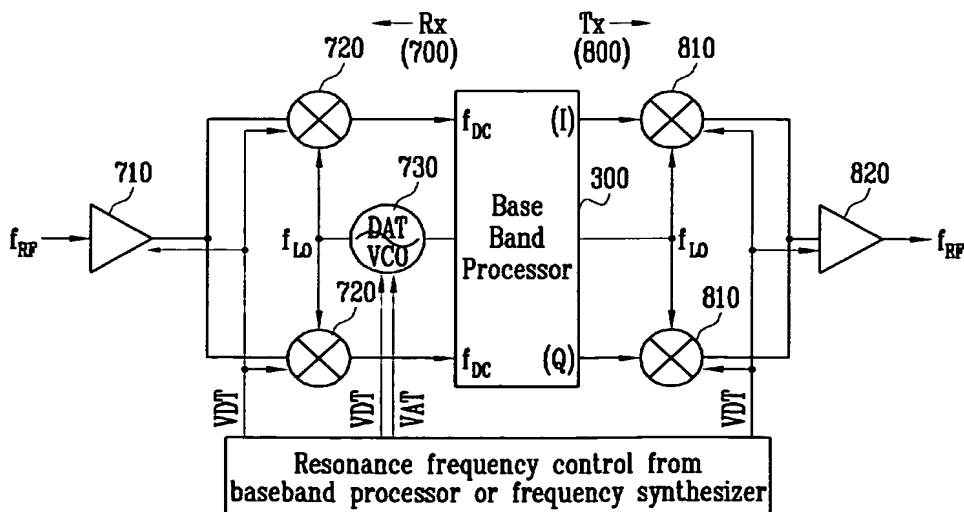 Rx Tx
(700) (800)
720 810
f_DC (I)
710 730 300 820
DAT
VCO
Base
Band
Processor
f_RF f_LO f_LO f_RF
720 810
f_DC (Q)
VDT VDT VAT VDT
Resonance frequency control from
baseband processor or frequency synthesizer